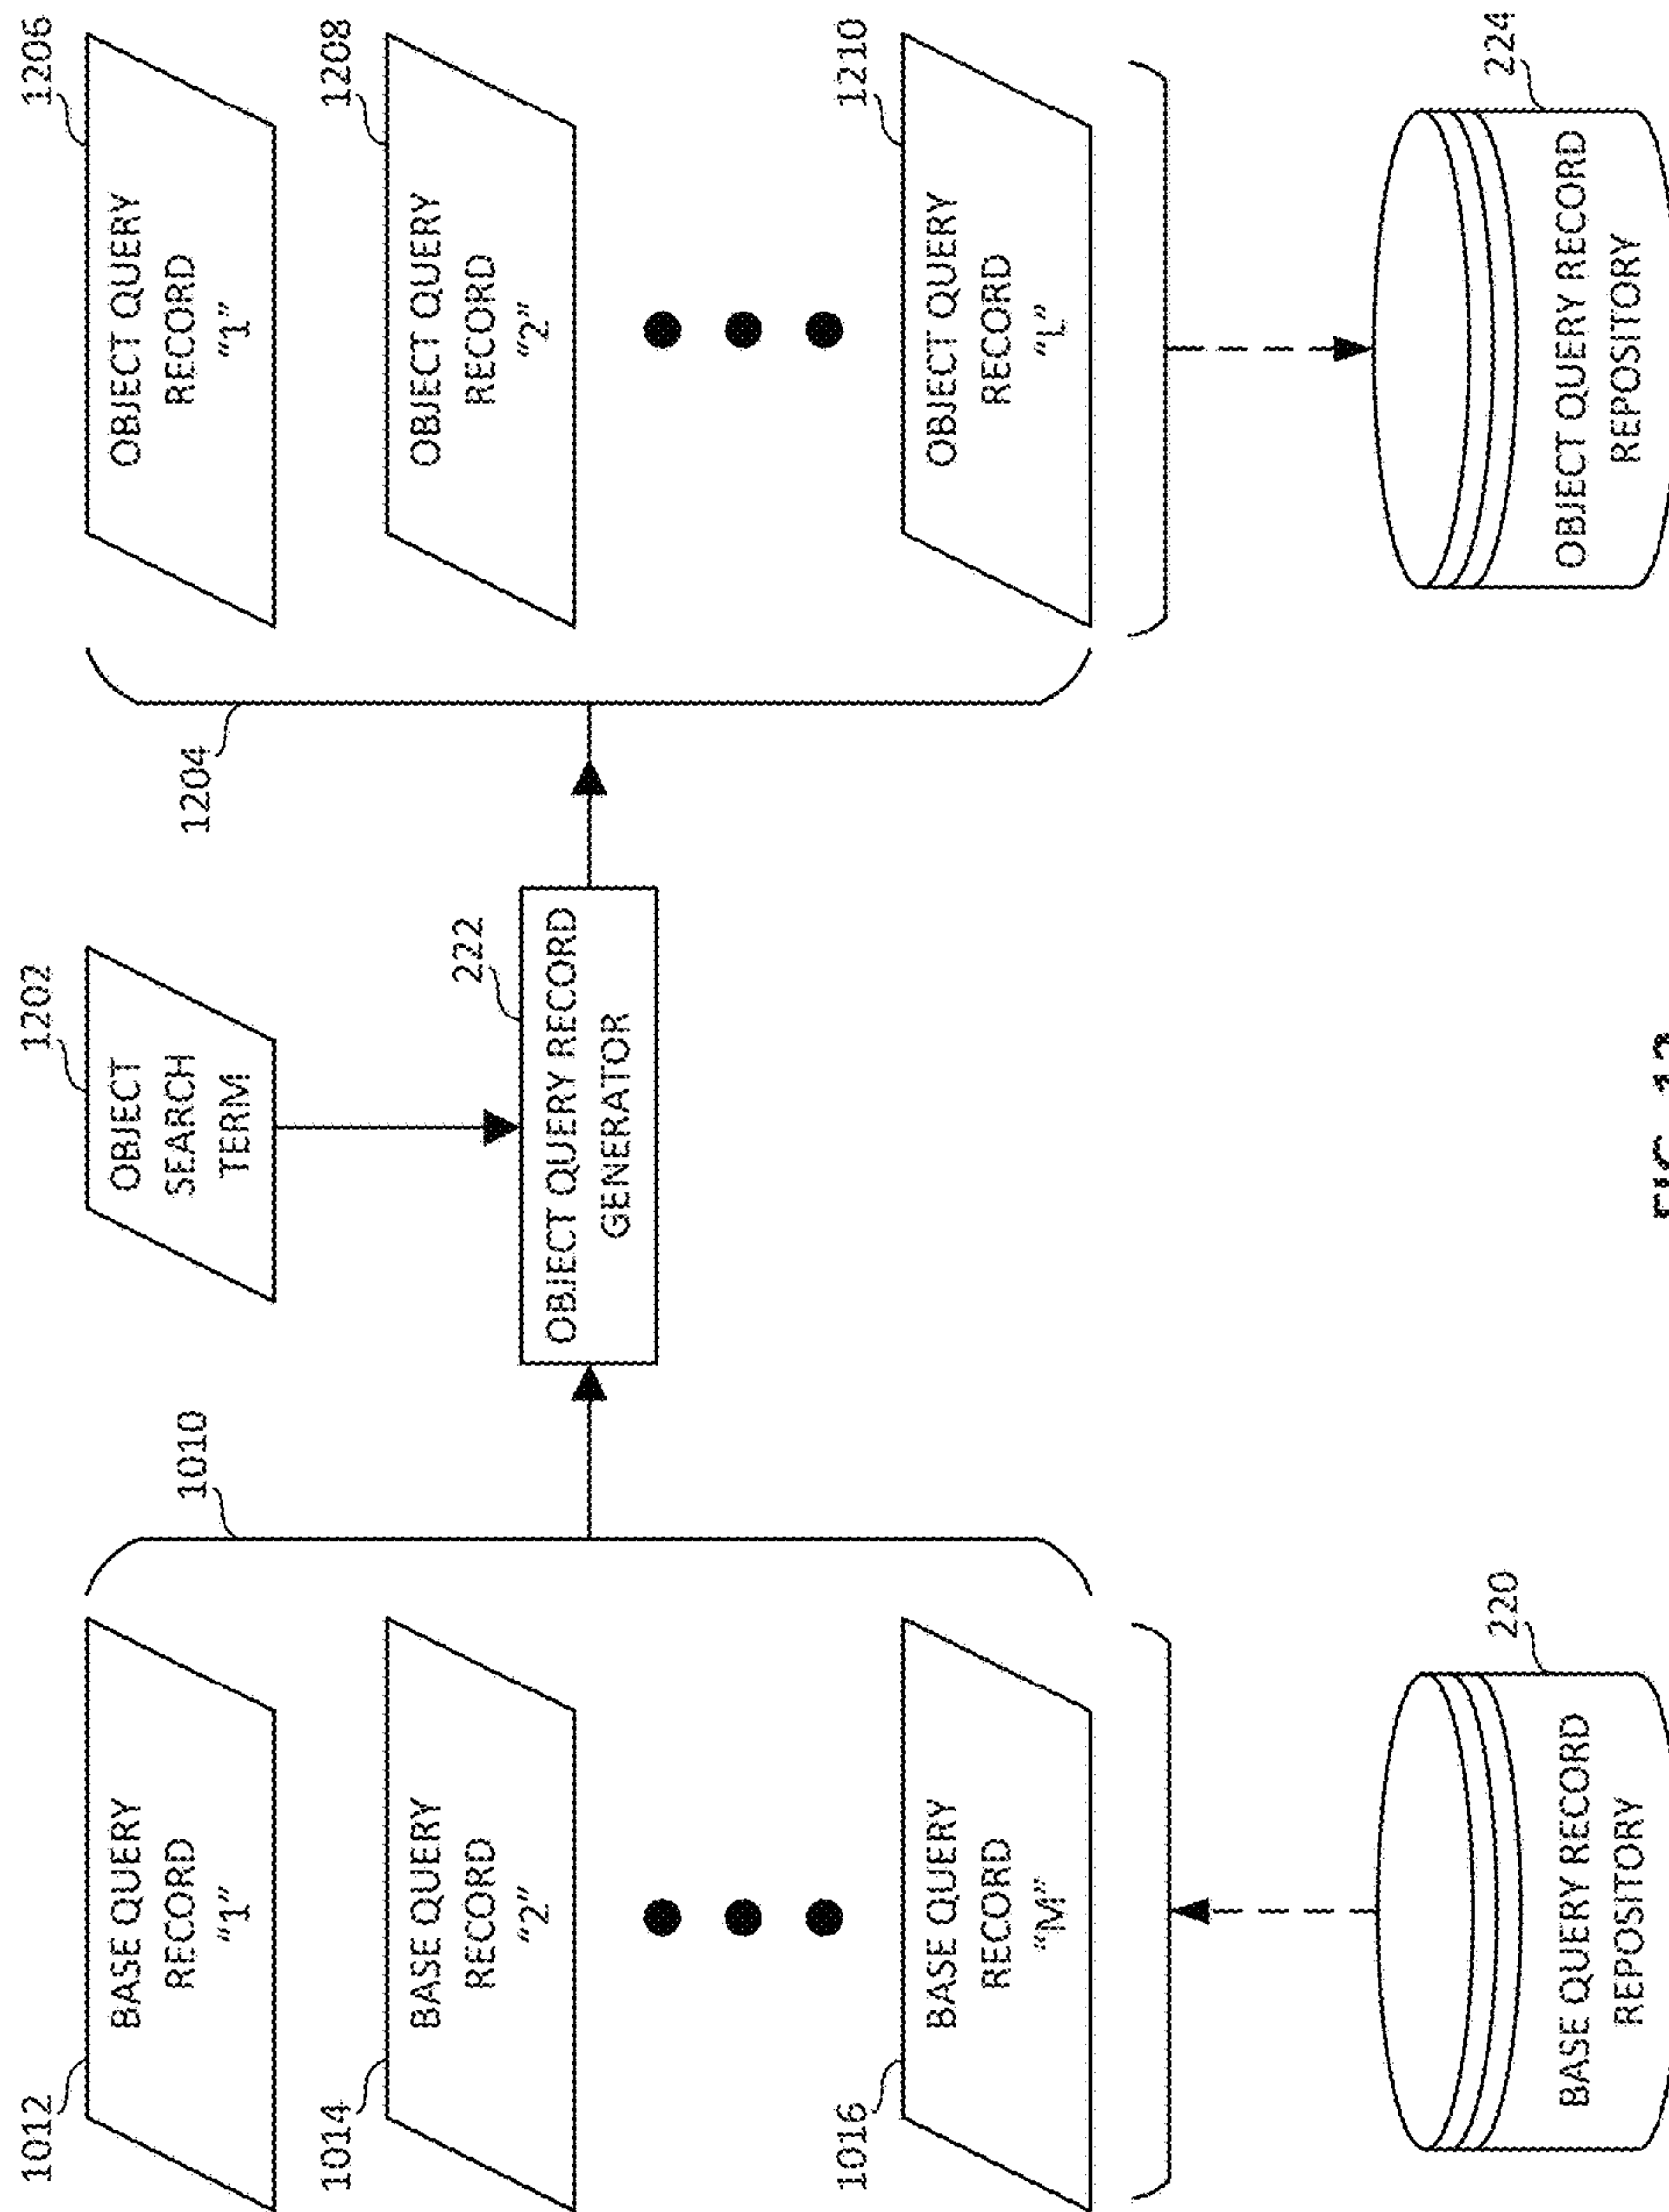 1012
BASE QUERY
RECORD
“1”
1014
BASE QUERY
RECORD
“2”
1016
BASE QUERY
RECORD
“M”
220
BASE QUERY RECORD
REPOSITORY
1010
1202
OBJECT
SEARCH
TERM
222
OBJECT QUERY RECORD
GENERATOR
1204
1206
OBJECT QUERY
RECORD
“1”
1208
OBJECT QUERY
RECORD
“2”
1210
OBJECT QUERY
RECORD
“L”
224
OBJECT QUERY RECORD
REPOSITORY
FIG.